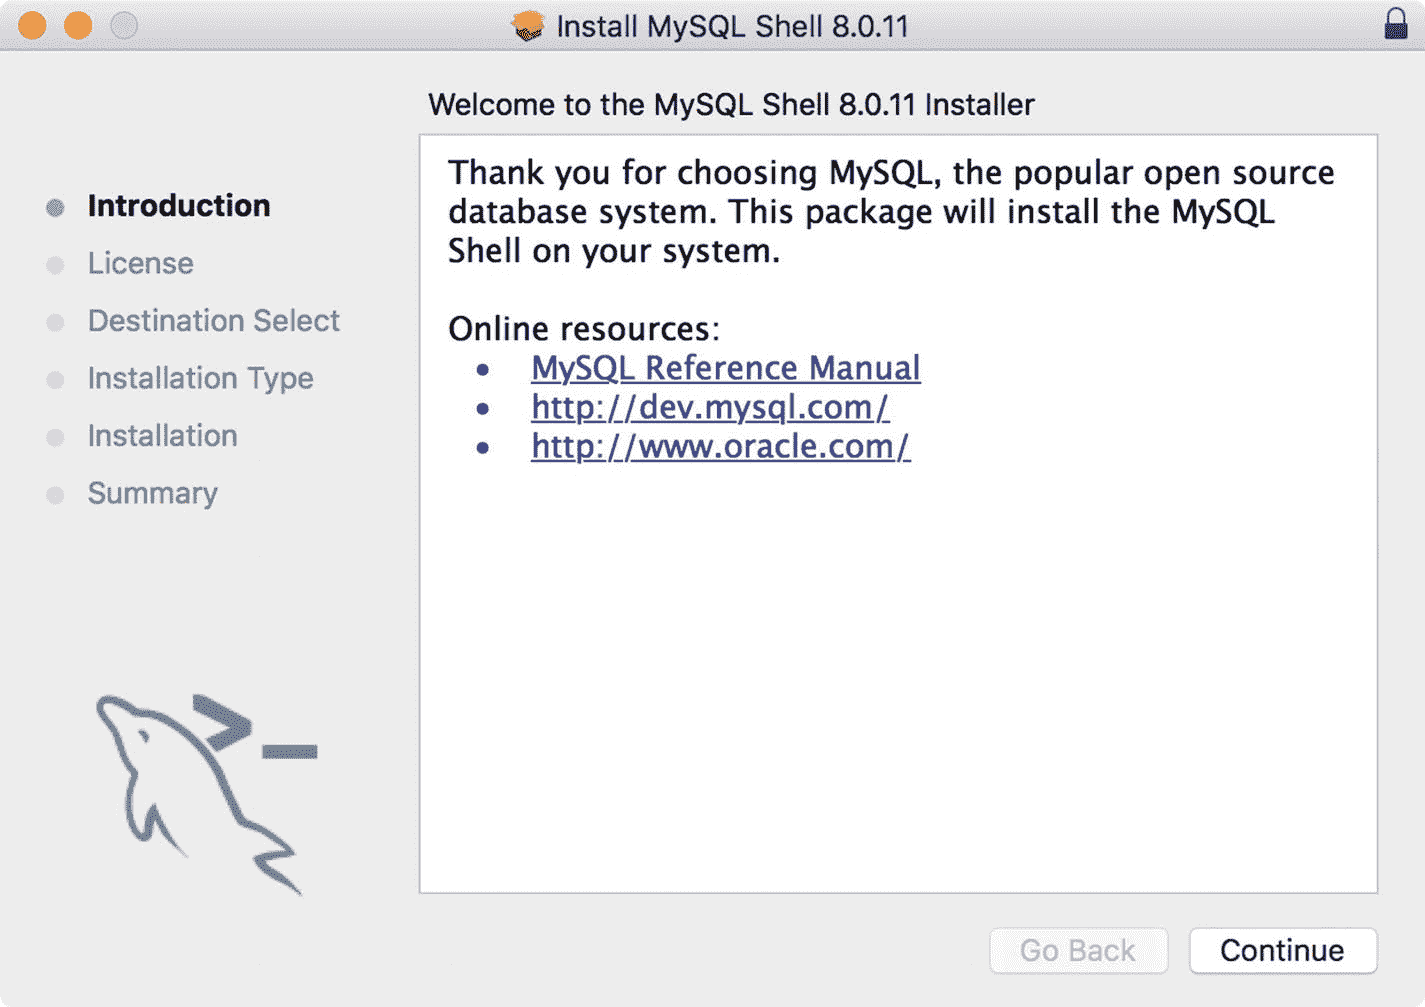 Install MySQL Shell 8.0.11
Welcome to the MySQL Shell 8.0.11 Installer
Introduction
License
Destination Select
Installation Type
Installation
Summary
Thank you for choosing MySQL, the popular open source
database system. This package will install the MySQL
Shell on your system.
Online resources:
• MySQL Reference Manual
• http://dev.mysql.com/
• http://www.oracle.com/
Go Back
Continue